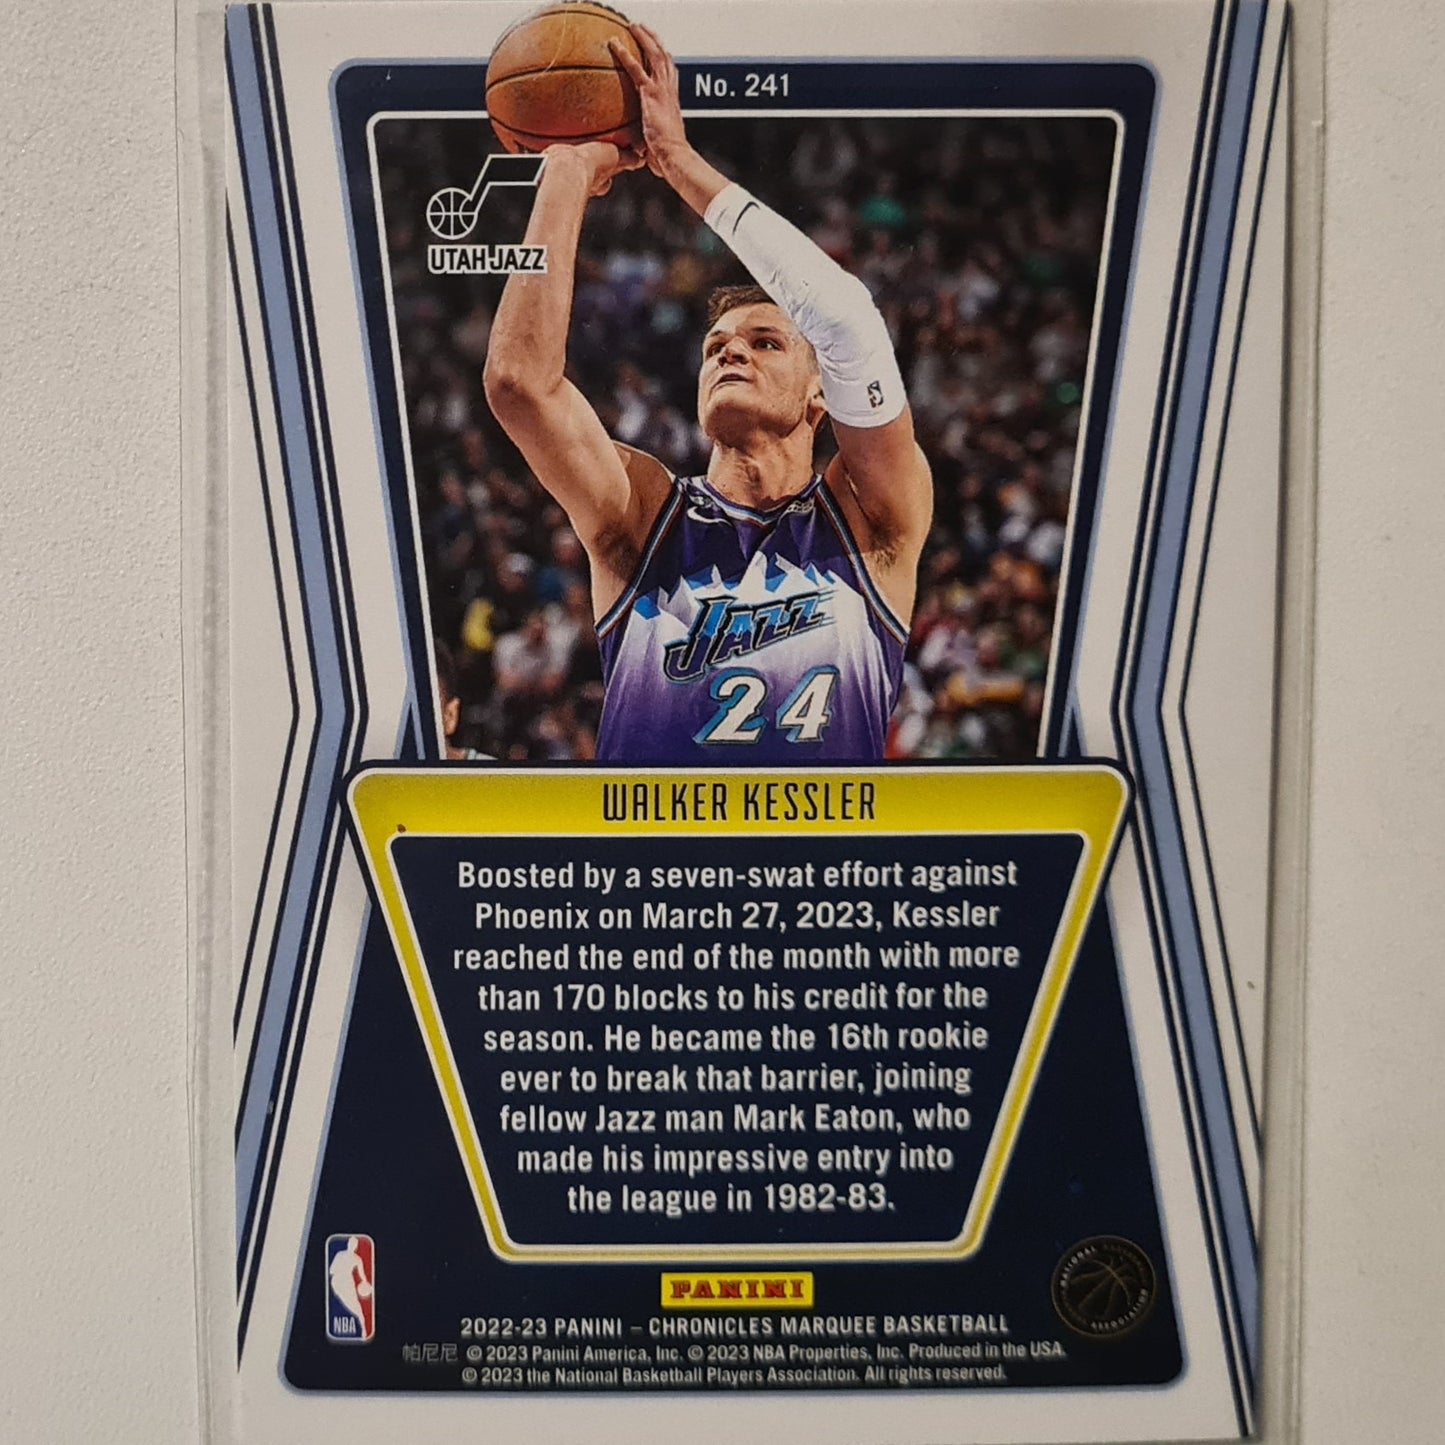 No. 241
UTAH JAZZ
JAZZ
24
WALKER KESSLER
Boosted by a seven-swat effort against
Phoenix on March 27, 2023, Kessler
reached the end of the month with more
than 170 blocks to his credit for the
season. He became the 16th rookie
ever to break that barrier, joining
fellow Jazz man Mark Eaton, who
made his impressive entry into
the league in 1982-83.
NBA
PANINI
NATIONAL BASKETBALL ASSOCIATION
2022-23 PANINI – CHRONICLES MARQUEE BASKETBALL
帕尼尼 © 2023 Panini America, Inc. © 2023 NBA Properties, Inc. Produced in the USA.
© 2023 the National Basketball Players Association. All rights reserved.